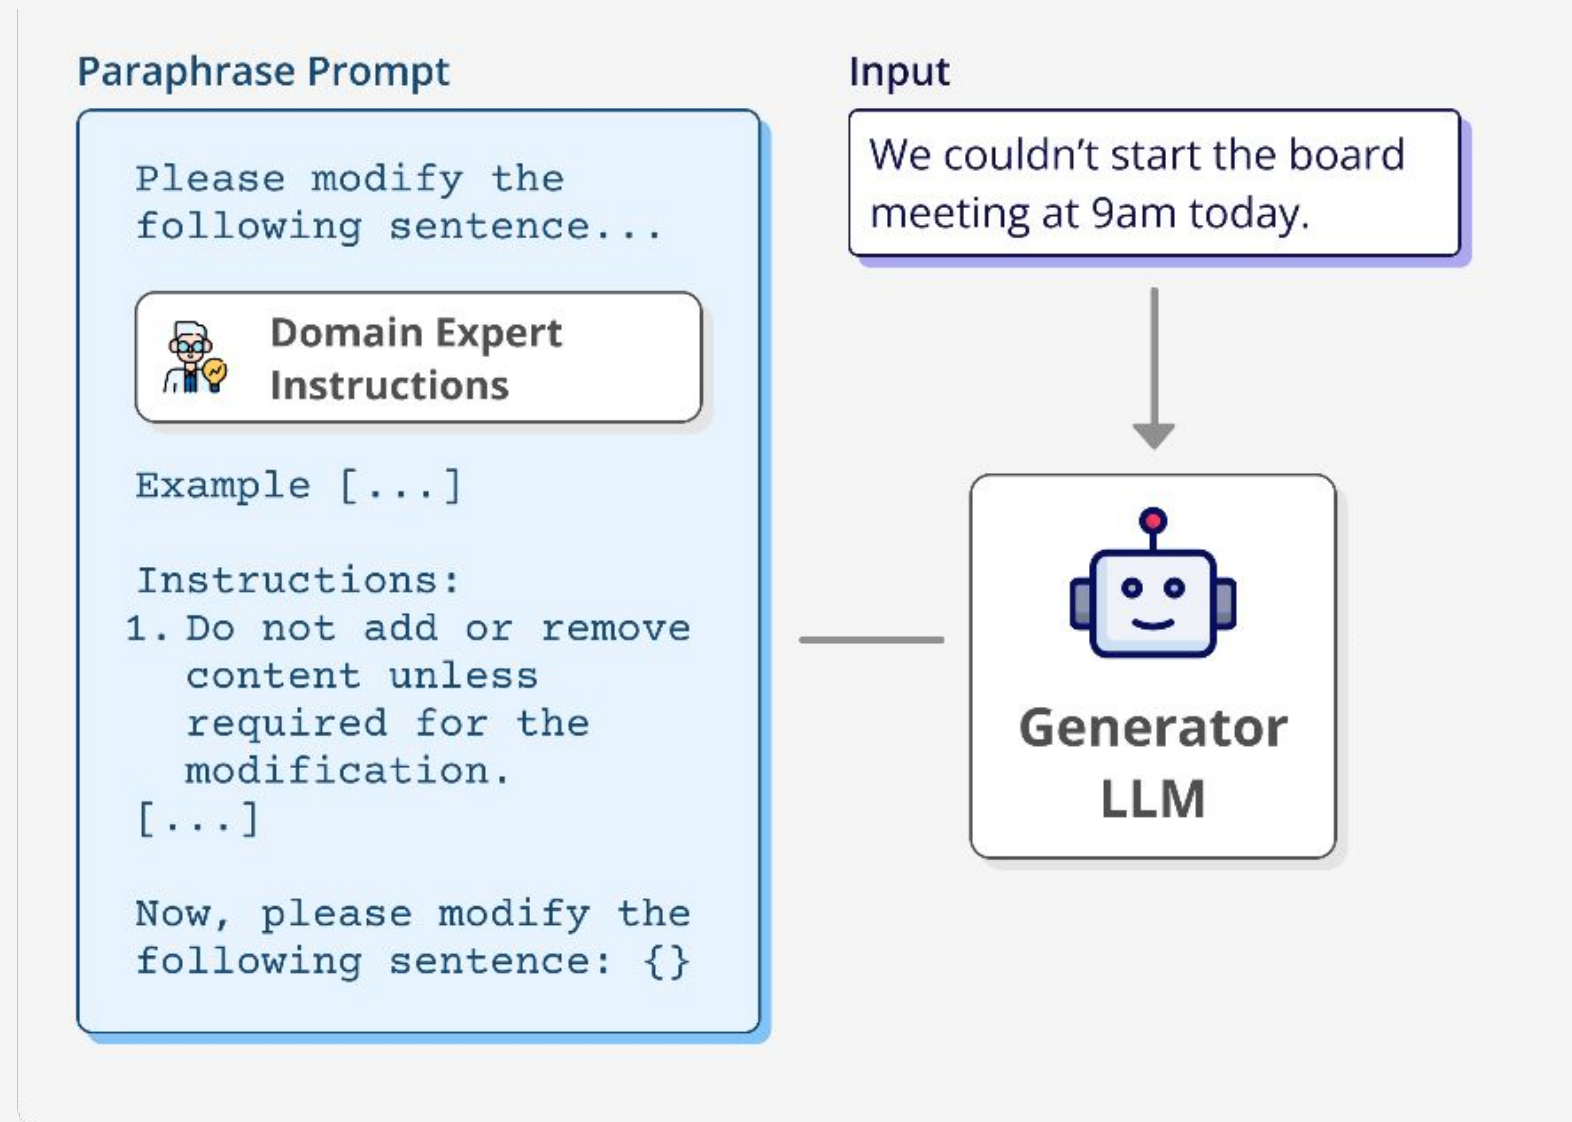 Paraphrase Prompt
Please modify the
following sentence...
Domain Expert
Instructions
Example [...]
Instructions:
1. Do not add or remove
content unless
required for the
modification.
[...]
Now, please modify the
following sentence: {}
Input
We couldn’t start the board
meeting at 9am today.
Generator
LLM